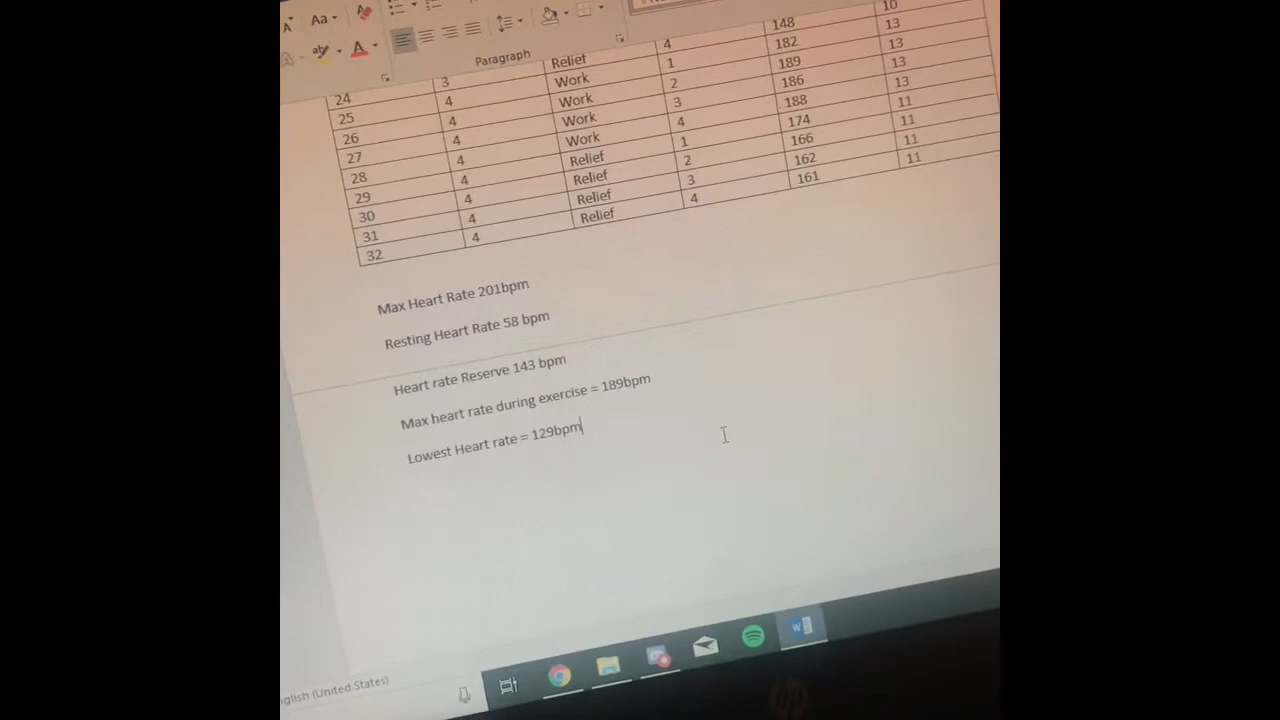 Aa
A
Paragraph
24 3 Relief 4 148 10
25 4 Work 1 182 13
26 4 Work 2 189 13
27 4 Work 3 186 13
28 4 Work 4 188 13
29 4 Relief 1 174 11
30 4 Relief 2 166 11
31 4 Relief 3 162 11
32 4 Relief 4 161 11
Max Heart Rate 201bpm
Resting Heart Rate 58 bpm
Heart rate Reserve 143 bpm
Max heart rate during exercise = 189bpm
Lowest Heart rate = 129bpm
nglish (United States)
hp